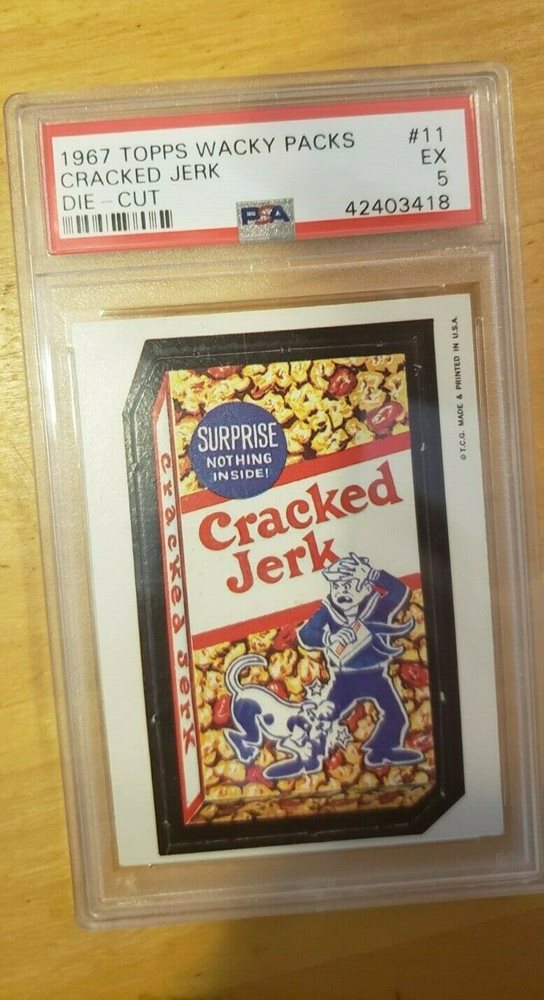 1967 TOPPS WACKY PACKS #11
CRACKED JERK EX
DIE - CUT 5
PSA 42403418
© T.C.G. MADE & PRINTED IN U.S.A.
SURPRISE
NOTHING
INSIDE!
Cracked
Jerk
Cracked Jerk